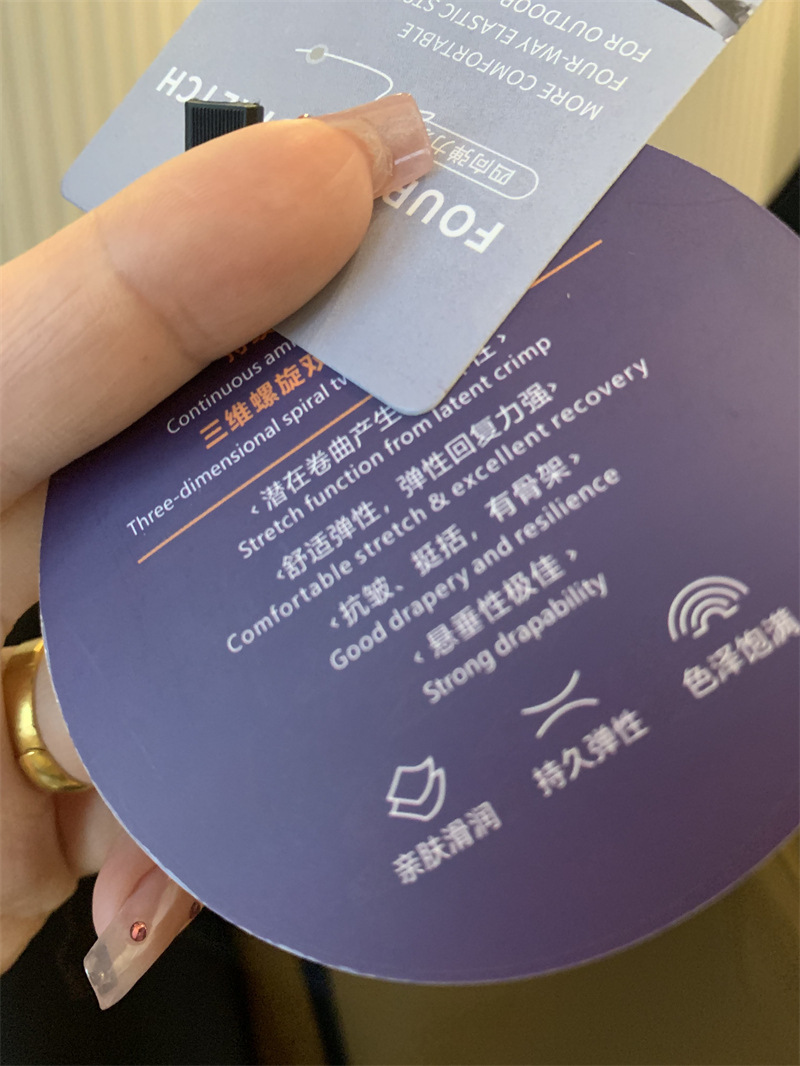 MORE COMFORTABLE
FOUR-WAY ELASTIC
FOR OUTDOOR
四向弹力
FOUR
Continuous
三维螺旋双
Three-dimensional spiral
‹潜在卷曲产生
Stretch function from latent crimp
‹舒适弹性，弹性回复力强›
Comfortable stretch & excellent recovery
‹抗皱、挺括，有骨架›
Good drapery and resilience
‹悬垂性极佳›
Strong drapability
亲肤滑润
持久弹性
色泽饱满